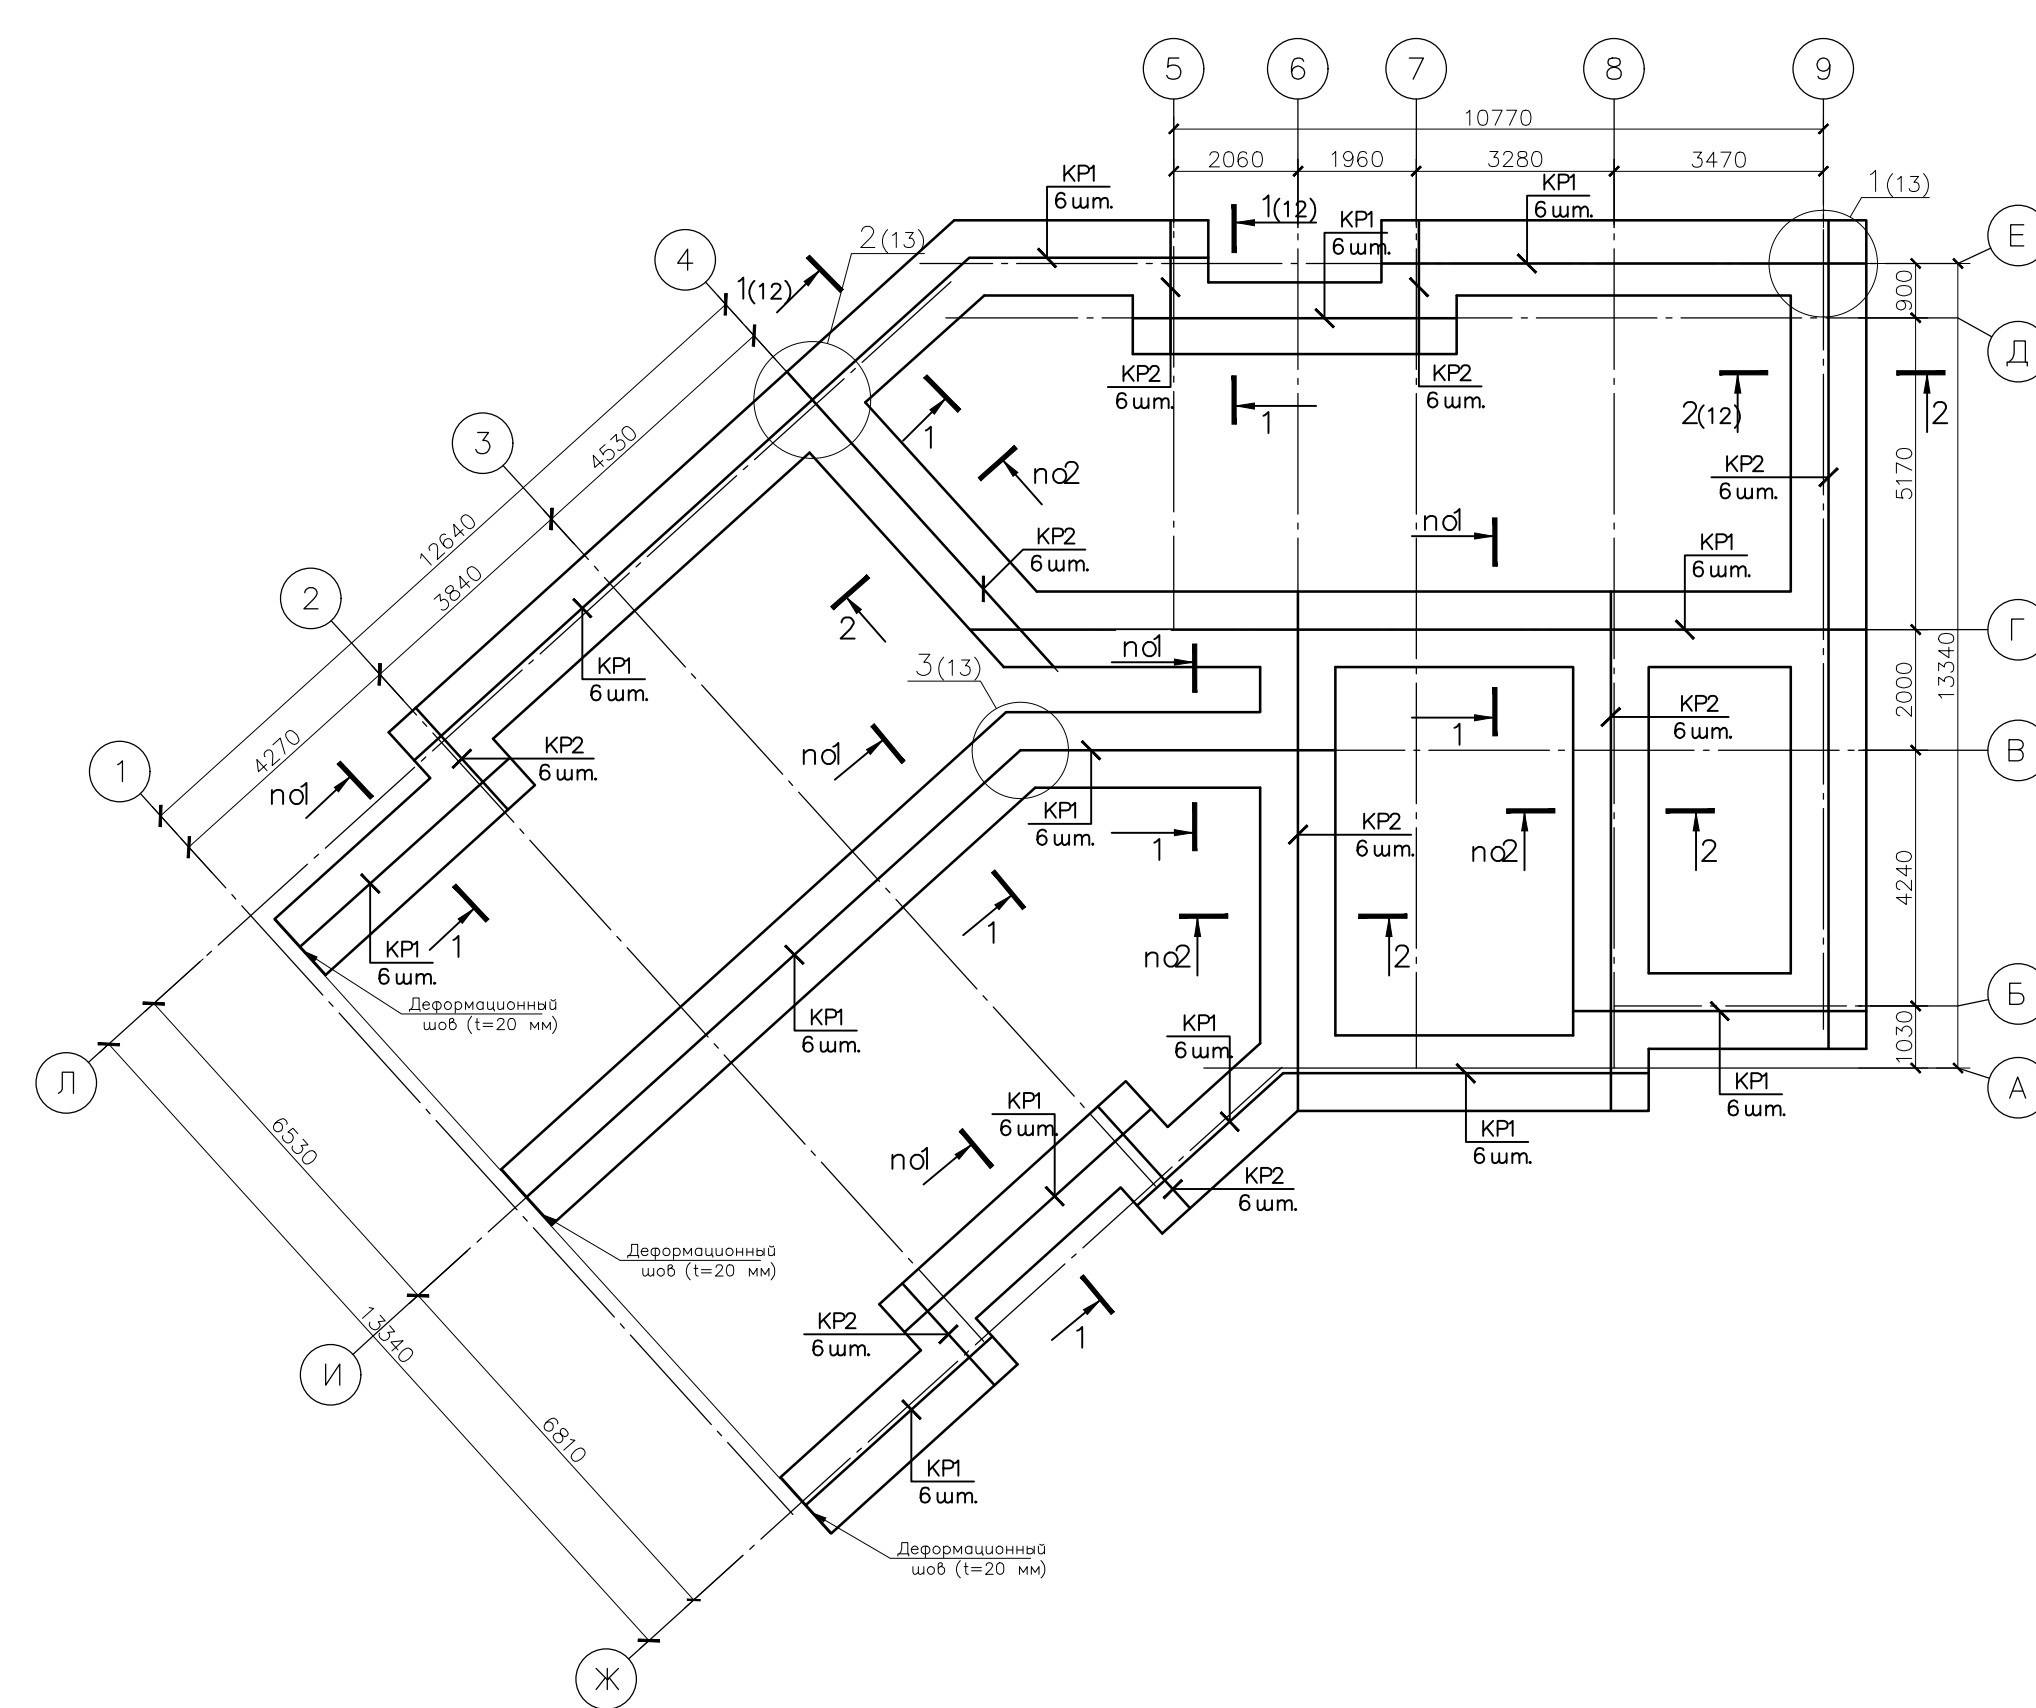 5
6
7
8
9
10770
2060
1960
3280
3470
КР1
6 шт.
1(12)
КР1
6 шт.
КР1
6 шт.
1(13)
Е
2(13)
4
1(12)
900
Д
КР2
6 шт.
КР2
6 шт.
1
2(12)
2
1
3
4530
по2
КР2
6 шт.
5170
12640
по1
КР2
6 шт.
КР1
6 шт.
3840
2
2
Г
по1
3(13)
КР1
6 шт.
2000
13340
КР2
6 шт.
1
4270
1
по1
КР2
6 шт.
по1
В
КР1
6 шт.
1
КР2
6 шт.
по2
2
4240
1
1
КР1
6 шт.
по2
2
Деформационный
шов (t=20 мм)
КР1
6 шт.
Б
КР1
6 шт.
1030
Л
А
КР1
6 шт.
КР1
6 шт.
КР1
6 шт.
6530
по1
КР2
6 шт.
Деформационный
шов (t=20 мм)
13340
КР2
6 шт.
1
И
6810
КР1
6 шт.
Деформационный
шов (t=20 мм)
Ж